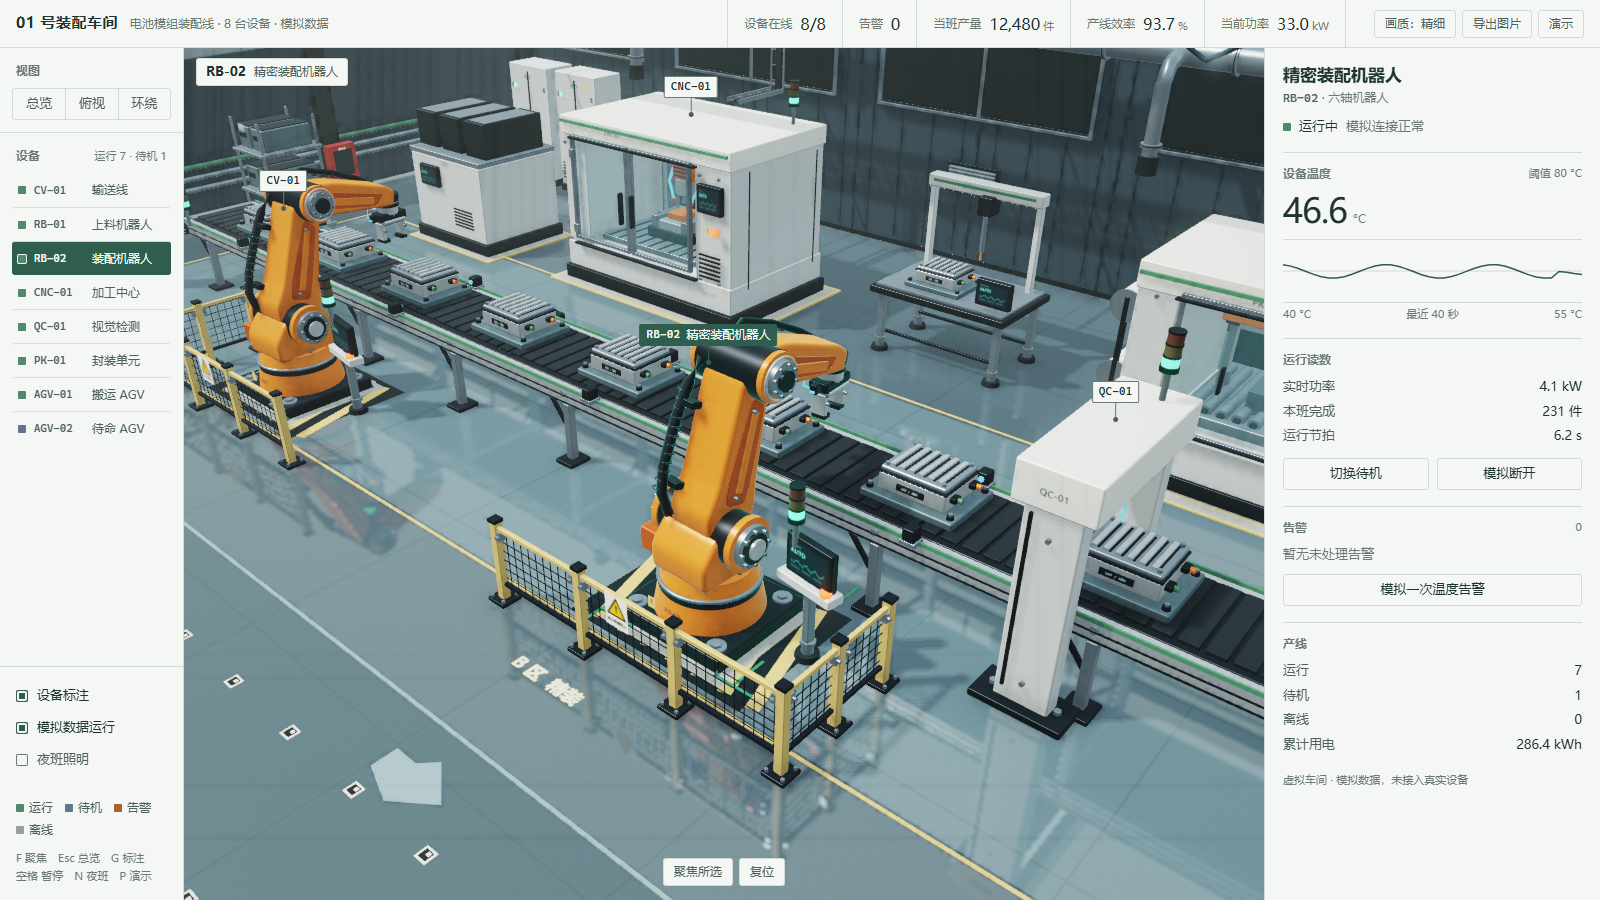 01 号装配车间 电池模组装配线 · 8 台设备 · 模拟数据
设备在线 8/8
告警 0
当班产量 12,480 件
产线效率 93.7 %
当前功率 33.0 kW
画质：精细
导出图片
演示
视图
总览 俯视 环绕
设备 运行 7 · 待机 1
CV-01 输送线
RB-01 上料机器人
RB-02 装配机器人
CNC-01 加工中心
QC-01 视觉检测
PK-01 封装单元
AGV-01 搬运 AGV
AGV-02 待命 AGV
设备标注
模拟数据运行
夜班照明
运行 待机 告警
离线
F 聚焦 Esc 总览 G 标注
空格 暂停 N 夜班 P 演示
RB-02 精密装配机器人
CNC-01
CV-01
RB-02 精密装配机器人
QC-01
QC-01
AUTO
B区 精装
聚焦所选 复位
精密装配机器人
RB-02 · 六轴机器人
运行中 模拟连接正常
设备温度 阈值 80 °C
46.6 °C
40 °C 最近 40 秒 55 °C
运行读数
实时功率 4.1 kW
本班完成 231 件
运行节拍 6.2 s
切换待机 模拟断开
告警 0
暂无未处理告警
模拟一次温度告警
产线
运行 7
待机 1
离线 0
累计用电 286.4 kWh
虚拟车间 · 模拟数据，未接入真实设备